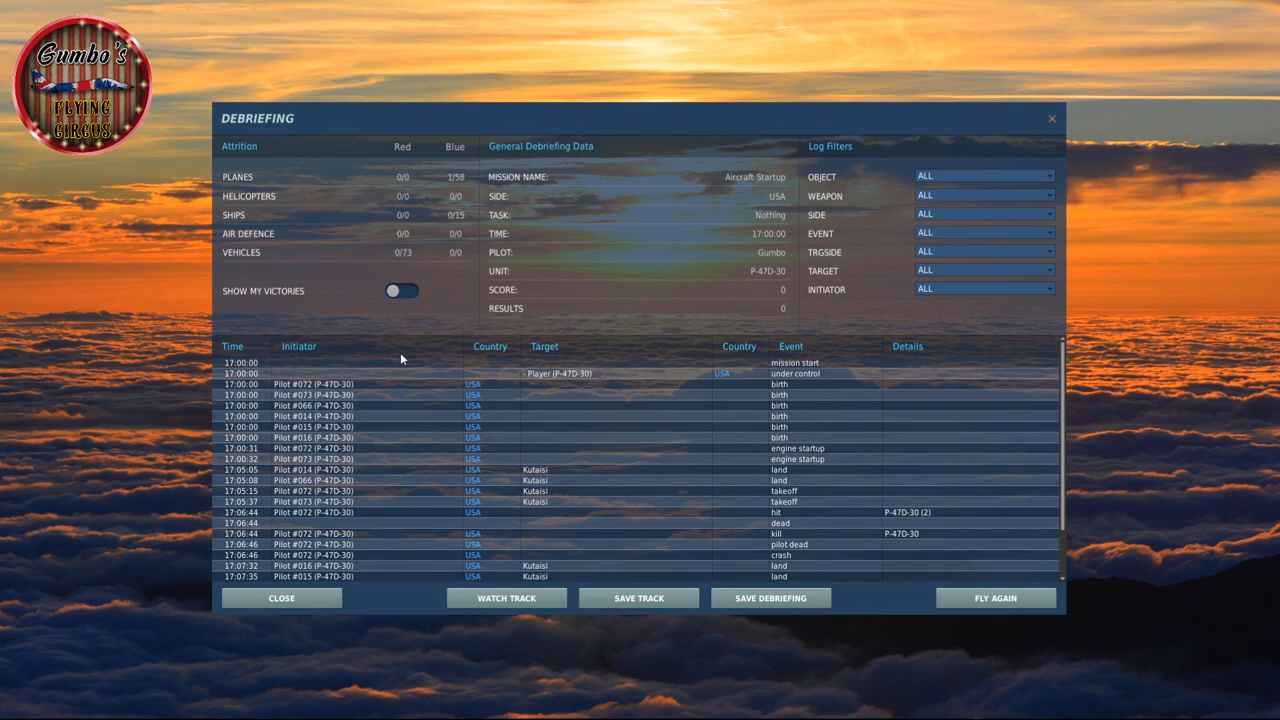 Gumbo's
FLYING
CIRCUS
DEBRIEFING
Attrition Red Blue General Debriefing Data Log Filters
PLANES 0/0 1/58 MISSION NAME: Aircraft Startup OBJECT ALL
HELICOPTERS 0/0 0/0 SIDE: USA WEAPON ALL
SHIPS 0/0 0/15 TASK: Nothing SIDE ALL
AIR DEFENCE 0/0 0/0 TIME: 17:00:00 EVENT ALL
VEHICLES 0/73 0/0 PILOT: Gumbo TRGSIDE ALL
UNIT: P-47D-30 TARGET ALL
SHOW MY VICTORIES SCORE: 0 INITIATOR ALL
RESULTS 0
Time Initiator Country Target Country Event Details
17:00:00 mission start
17:00:00 - Player (P-47D-30) USA under control
17:00:00 Pilot #072 (P-47D-30) USA birth
17:00:00 Pilot #073 (P-47D-30) USA birth
17:00:00 Pilot #066 (P-47D-30) USA birth
17:00:00 Pilot #014 (P-47D-30) USA birth
17:00:00 Pilot #015 (P-47D-30) USA birth
17:00:00 Pilot #016 (P-47D-30) USA birth
17:00:31 Pilot #072 (P-47D-30) USA engine startup
17:00:32 Pilot #073 (P-47D-30) USA engine startup
17:05:05 Pilot #014 (P-47D-30) USA Kutaisi land
17:05:08 Pilot #066 (P-47D-30) USA Kutaisi land
17:05:15 Pilot #072 (P-47D-30) USA Kutaisi takeoff
17:05:37 Pilot #073 (P-47D-30) USA Kutaisi takeoff
17:06:44 Pilot #072 (P-47D-30) USA hit P-47D-30 (2)
17:06:44 dead
17:06:44 Pilot #072 (P-47D-30) USA kill P-47D-30
17:06:46 Pilot #072 (P-47D-30) USA pilot dead
17:06:46 Pilot #072 (P-47D-30) USA crash
17:07:32 Pilot #016 (P-47D-30) USA Kutaisi land
17:07:35 Pilot #015 (P-47D-30) USA Kutaisi land
CLOSE WATCH TRACK SAVE TRACK SAVE DEBRIEFING FLY AGAIN